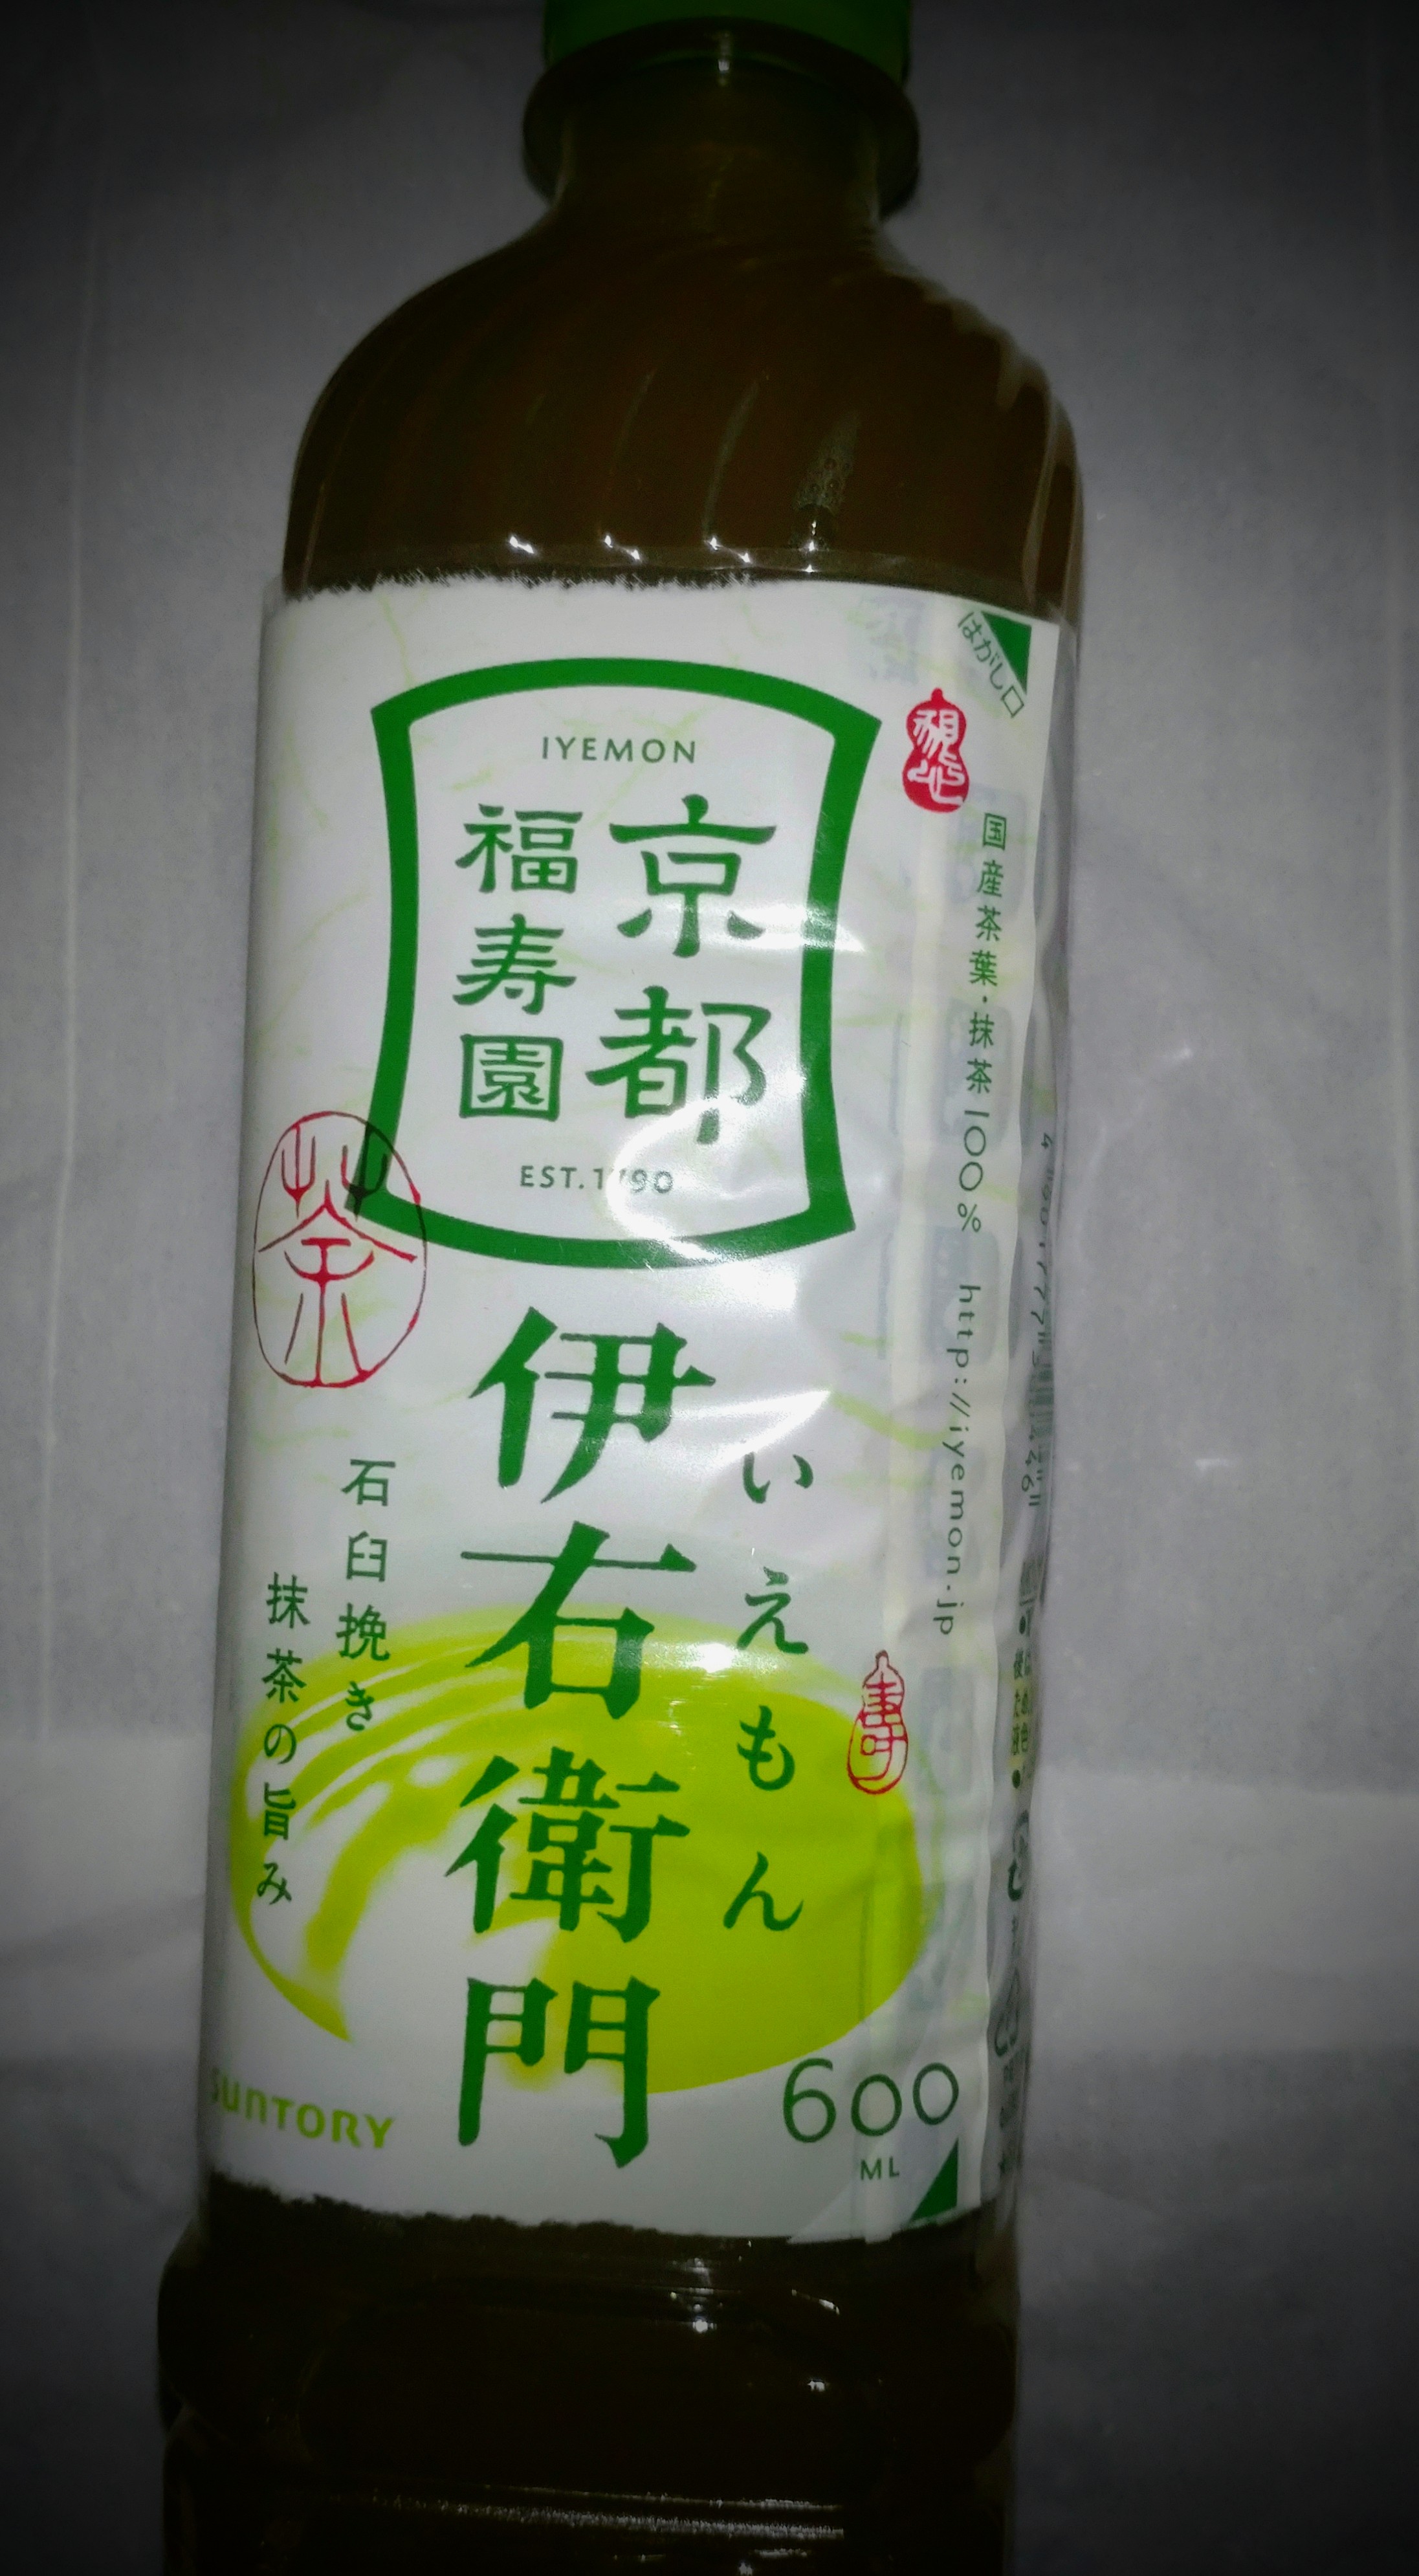 はがし口
IYEMON
京都
福寿園
EST.1790
茶
国産茶葉・抹茶100% http://iyemon.jp
いえもん
伊右衛門
石臼挽き
抹茶の旨み
寿
SUNTORY
600
ML